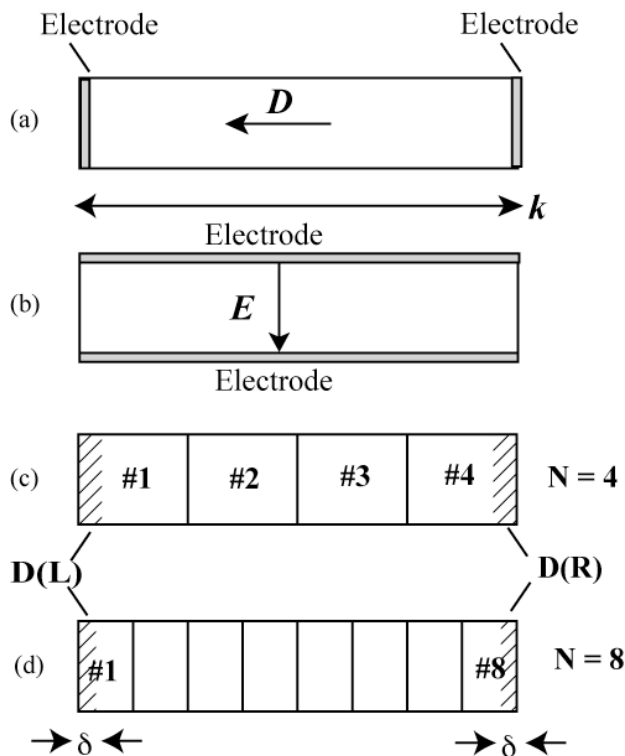 Electrode Electrode
(a) D
k
Electrode
(b) E
Electrode
(c) #1 #2 #3 #4 N = 4
D(L) D(R)
(d) #1 #8 N = 8
δ δ